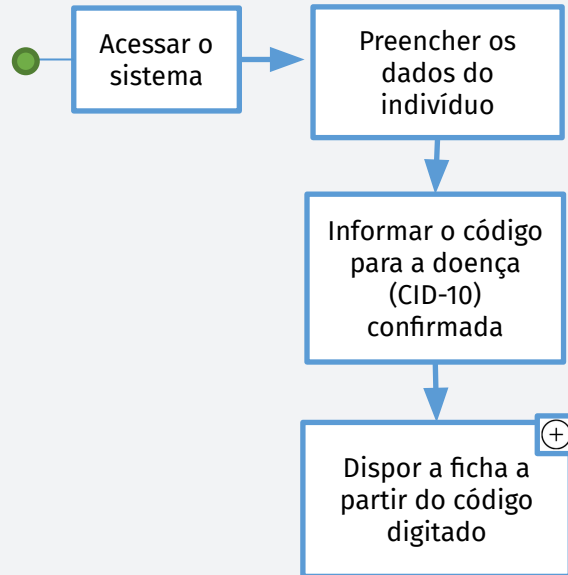 Acessar o
sistema
Preencher os
dados do
indivíduo
Informar o código
para a doença
(CID-10)
confirmada
Dispor a ficha a
partir do código
digitado